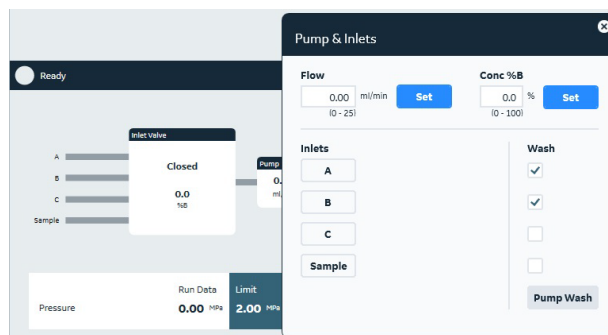 Pump & Inlets
Ready
Flow
Conc %B
0.00 ml/min Set
0.0 % Set
(0 - 25)
(0 - 100)
Inlet Valve
Closed
0.0
%B
A
B
C
Sample
Pump
0.
ml/
Inlets
Wash
A
B
C
Sample
Pump Wash
Run Data
Limit
Pressure
0.00 MPa
2.00 MPa